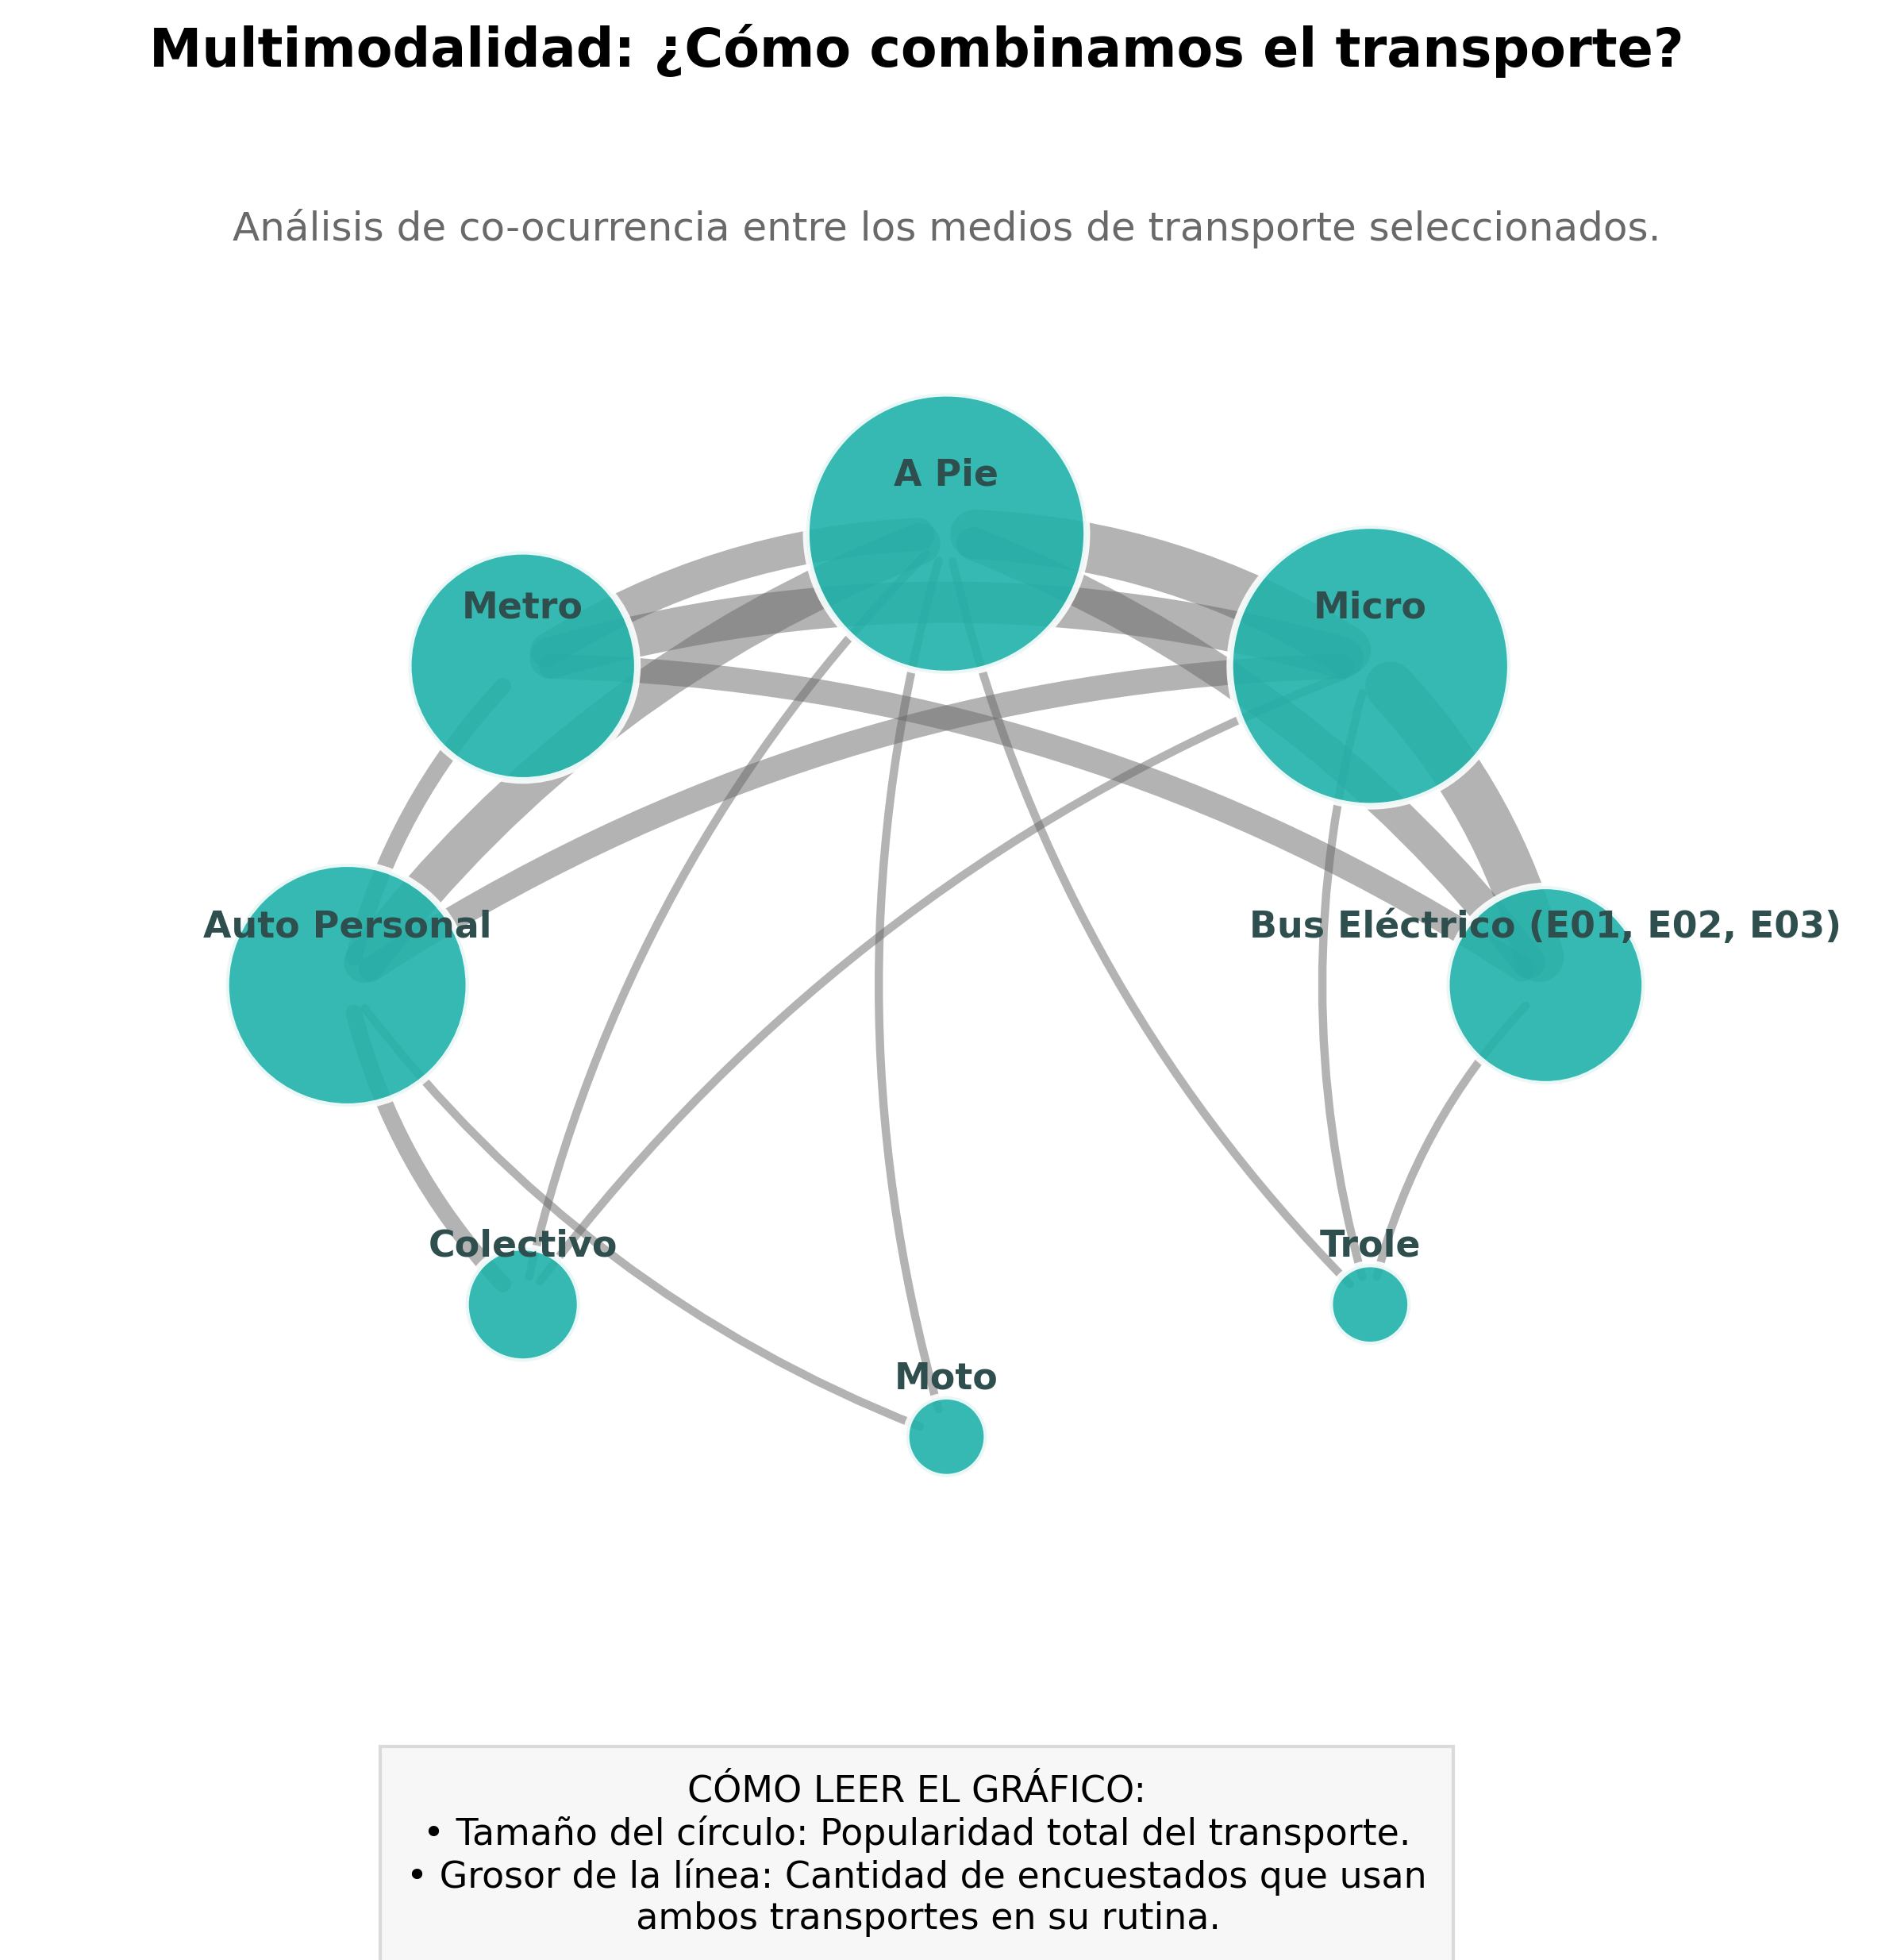 Multimodalidad: ¿Cómo combinamos el transporte?
Análisis de co-ocurrencia entre los medios de transporte seleccionados.
A Pie
Metro
Micro
Auto Personal
Bus Eléctrico (E01, E02, E03)
Colectivo
Trole
Moto
CÓMO LEER EL GRÁFICO:
• Tamaño del círculo: Popularidad total del transporte.
• Grosor de la línea: Cantidad de encuestados que usan
ambos transportes en su rutina.